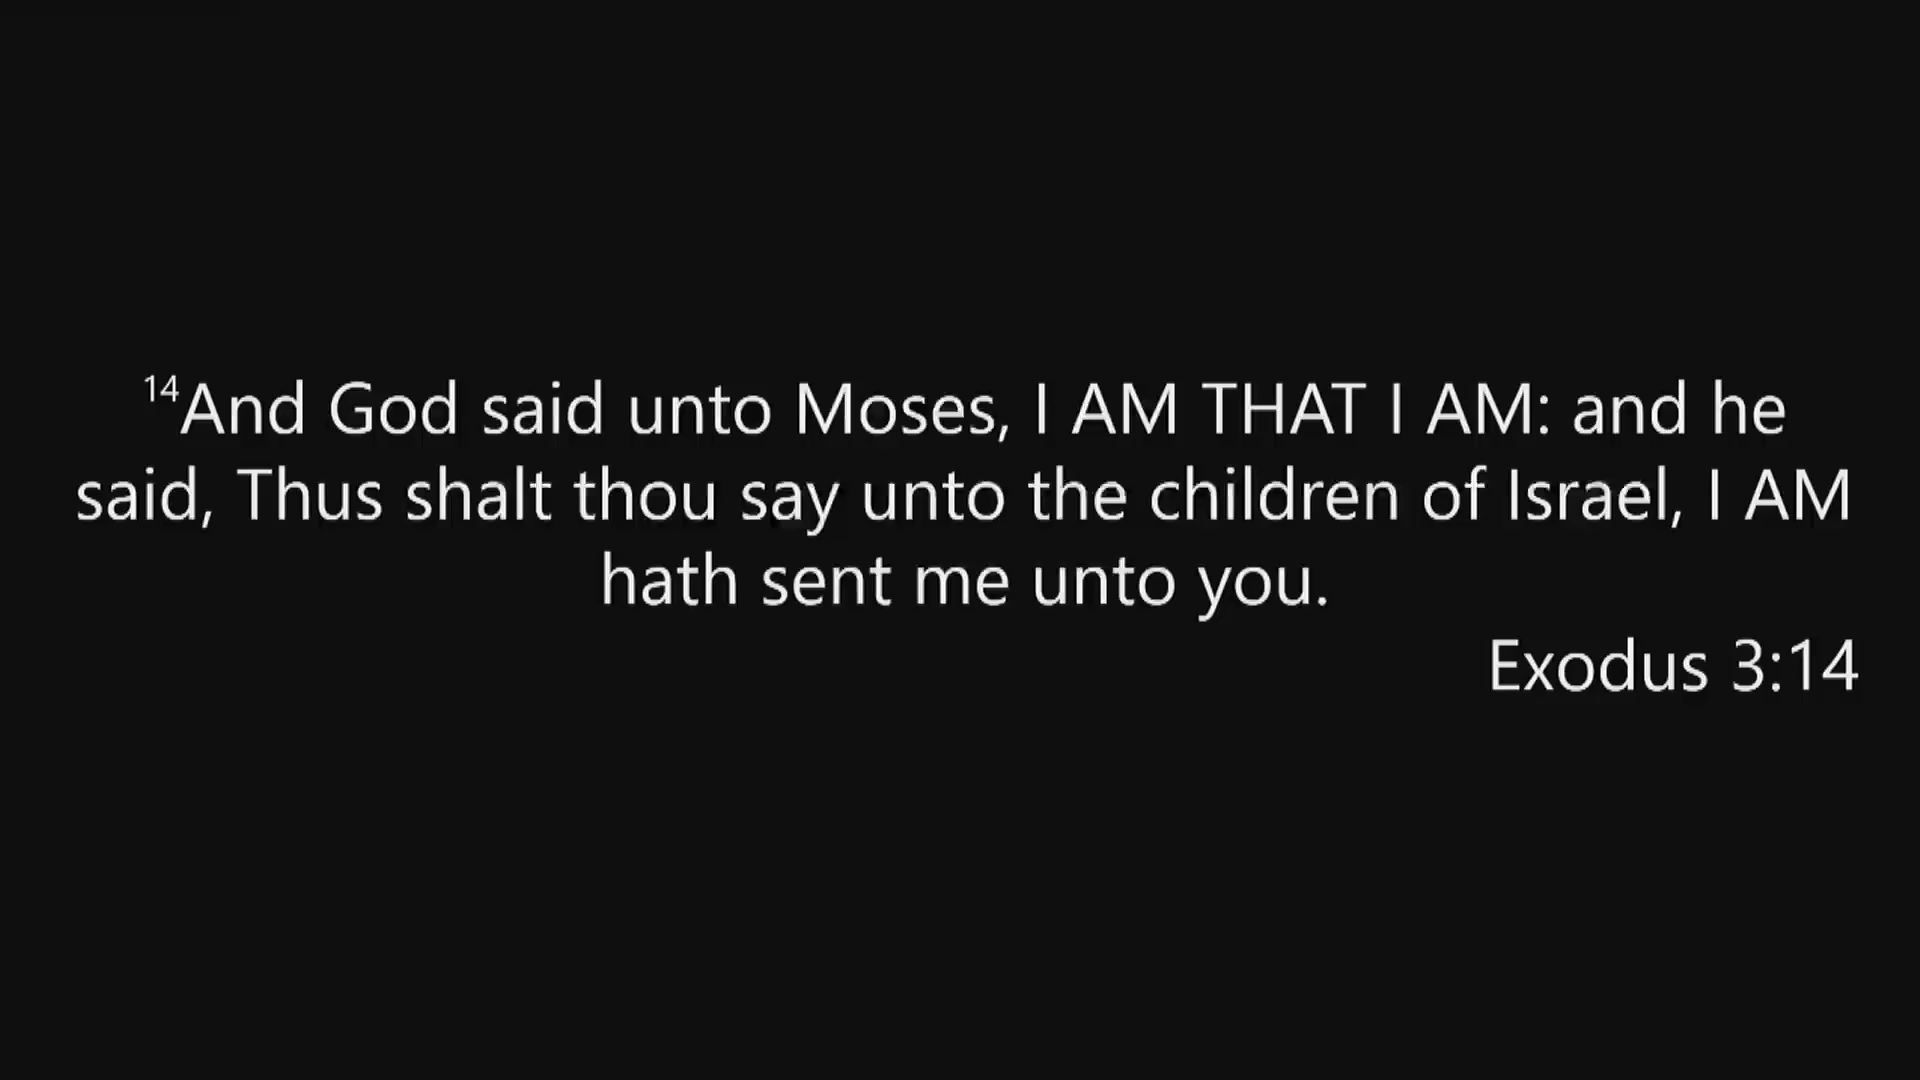 ¹⁴And God said unto Moses, I AM THAT I AM: and he
said, Thus shalt thou say unto the children of Israel, I AM
hath sent me unto you.
Exodus 3:14